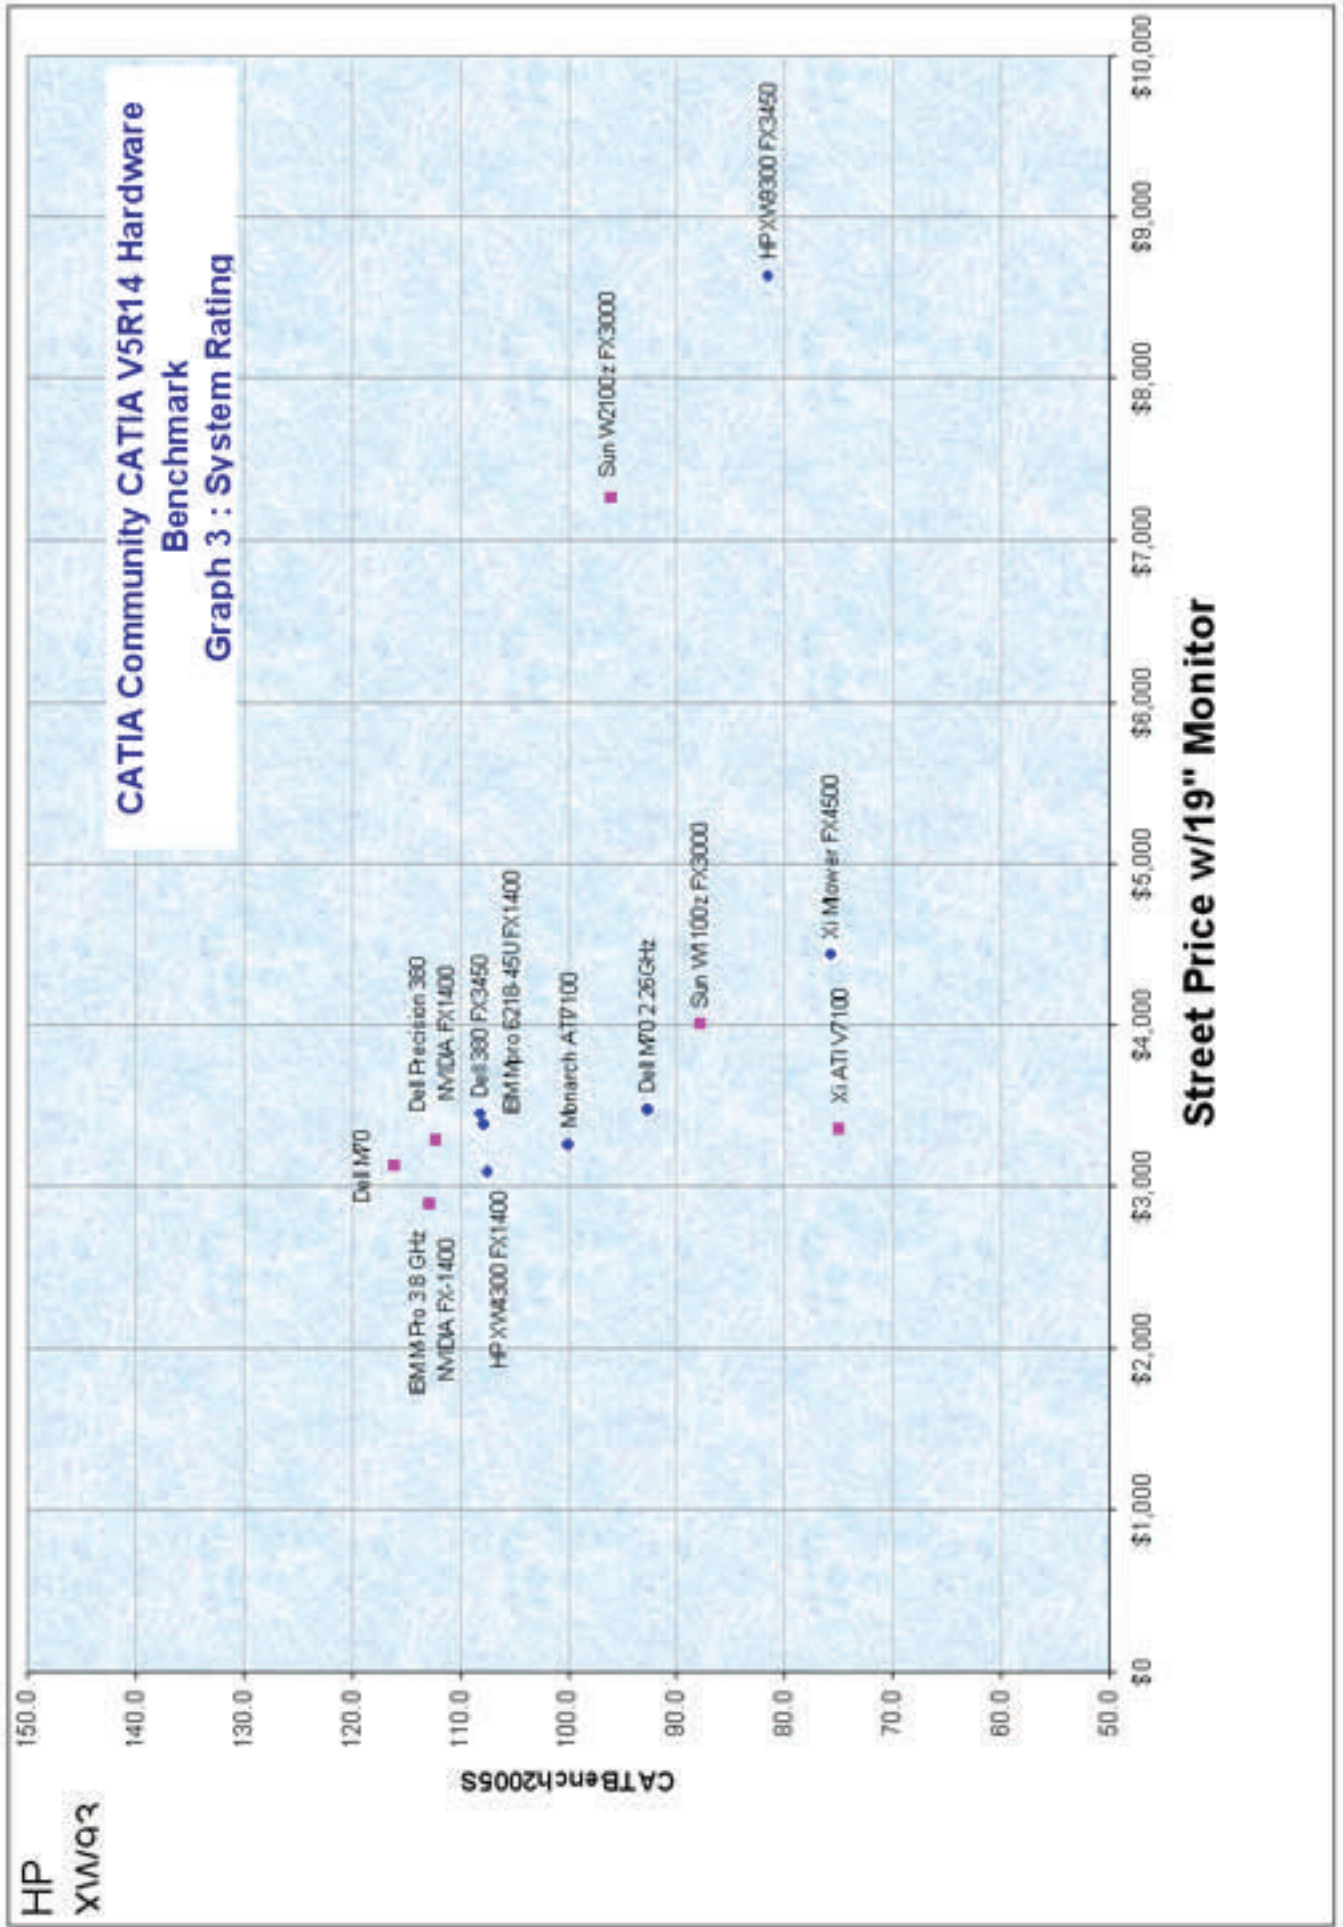 HP
CATIA Community CATIA V5R14 Hardware
Benchmark
Graph 3 : System Rating
150.0
140.0
130.0
120.0
110.0
100.0
90.0
80.0
70.0
60.0
50.0
CATBench2005S
Dell M70
Dell Precision 380
NVIDIA FX1400
IBM M Pro 3.8 GHz
NVIDIA FX-1400
Dell 380 FX3450
IBM Mpro 6218-45U FX1400
HP XW4300 FX1400
Monarch ATI7100
Sun W2100z FX3000
Dell M70 2.26GHz
Sun W1100z FX3000
HP XW9300 FX3450
Xi Mower FX4500
Xi ATI V7100
$0
$1,000
$2,000
$3,000
$4,000
$5,000
$6,000
$7,000
$8,000
$9,000
$10,000
Street Price w/19" Monitor